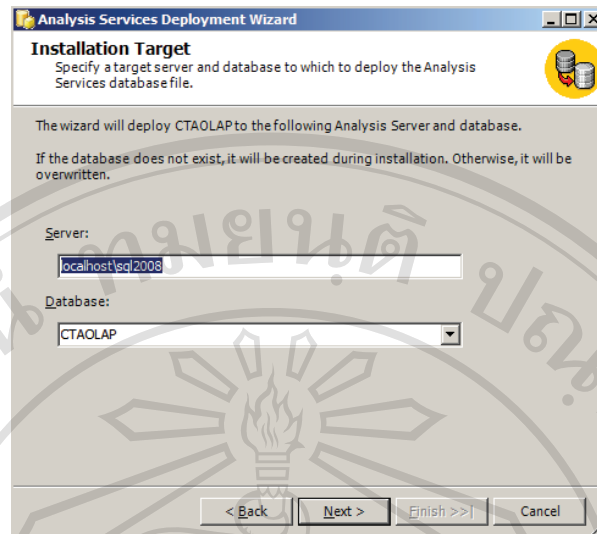 Analysis Services Deployment Wizard
Installation Target
Specify a target server and database to which to deploy the Analysis
Services database file.
The wizard will deploy CTAOLAP to the following Analysis Server and database.
If the database does not exist, it will be created during installation. Otherwise, it will be
overwritten.
Server:
localhost\sql2008
Database:
CTAOLAP
< Back
Next >
Finish >>|
Cancel